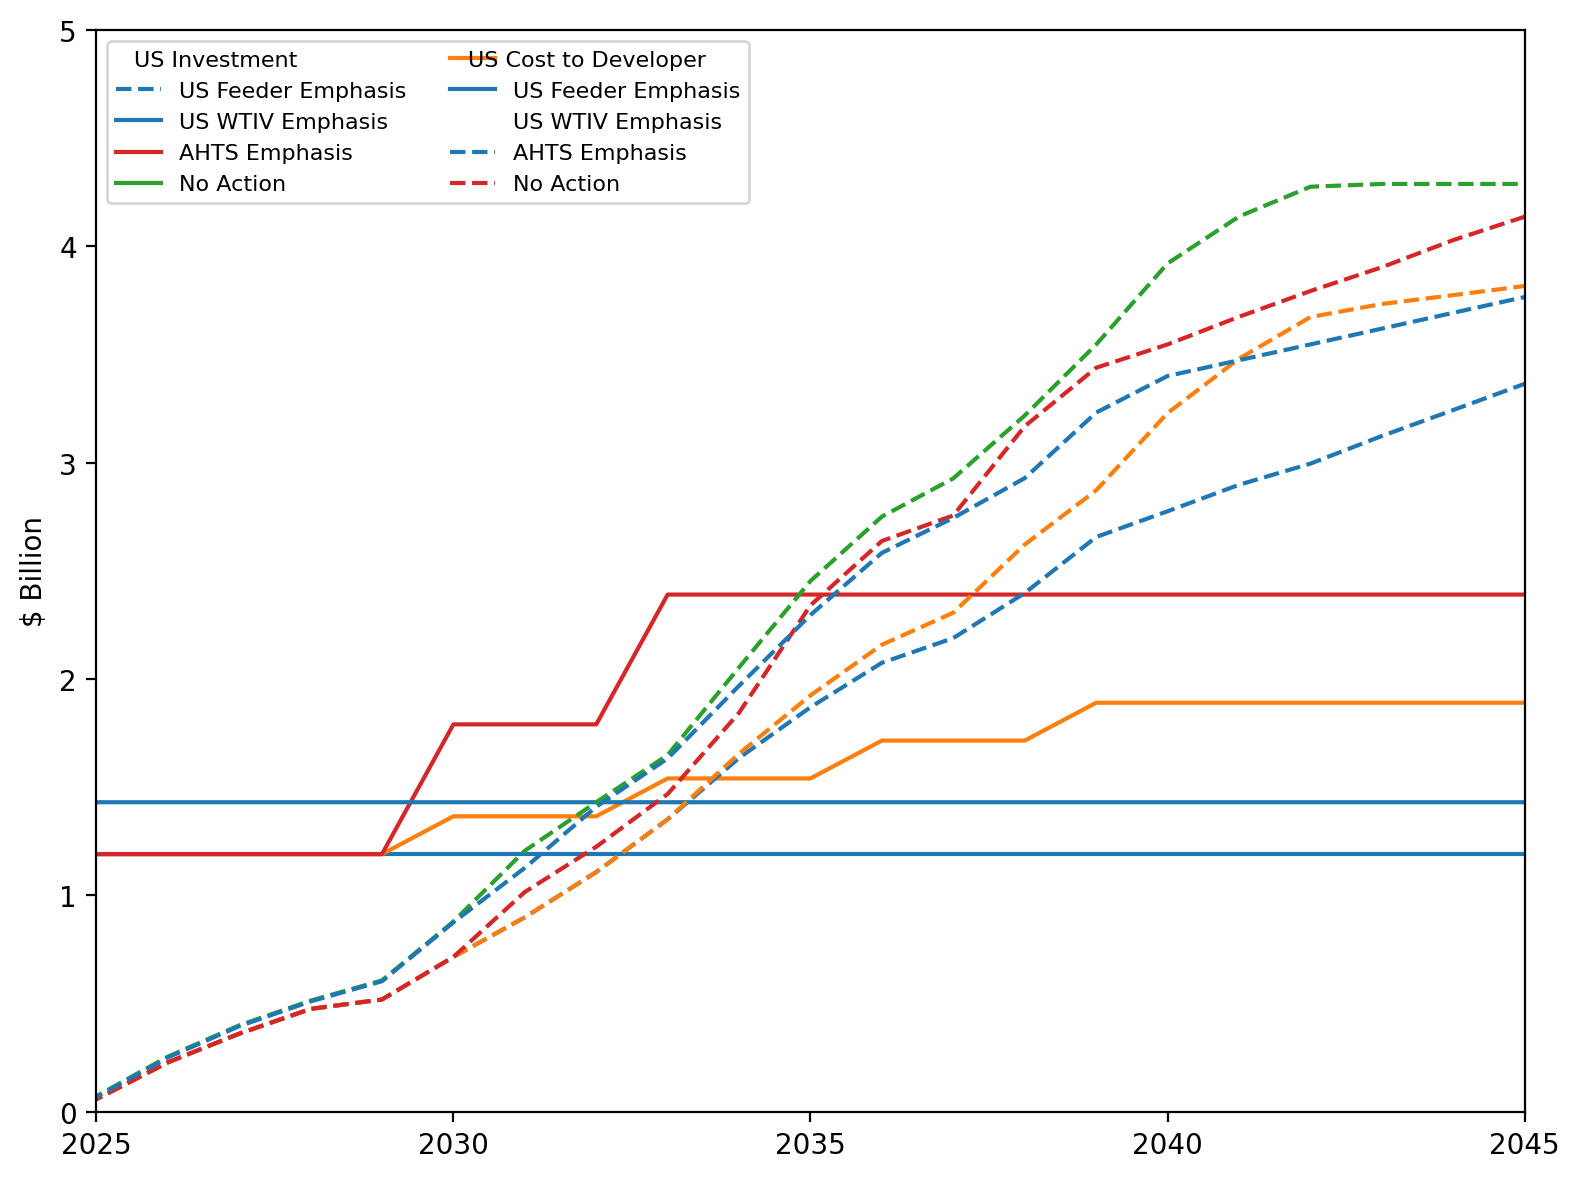 5
US Investment
US Feeder Emphasis
US WTIV Emphasis
AHTS Emphasis
No Action
US Cost to Developer
US Feeder Emphasis
US WTIV Emphasis
AHTS Emphasis
No Action
4
3
$ Billion
2
1
0
2025 2030 2035 2040 2045